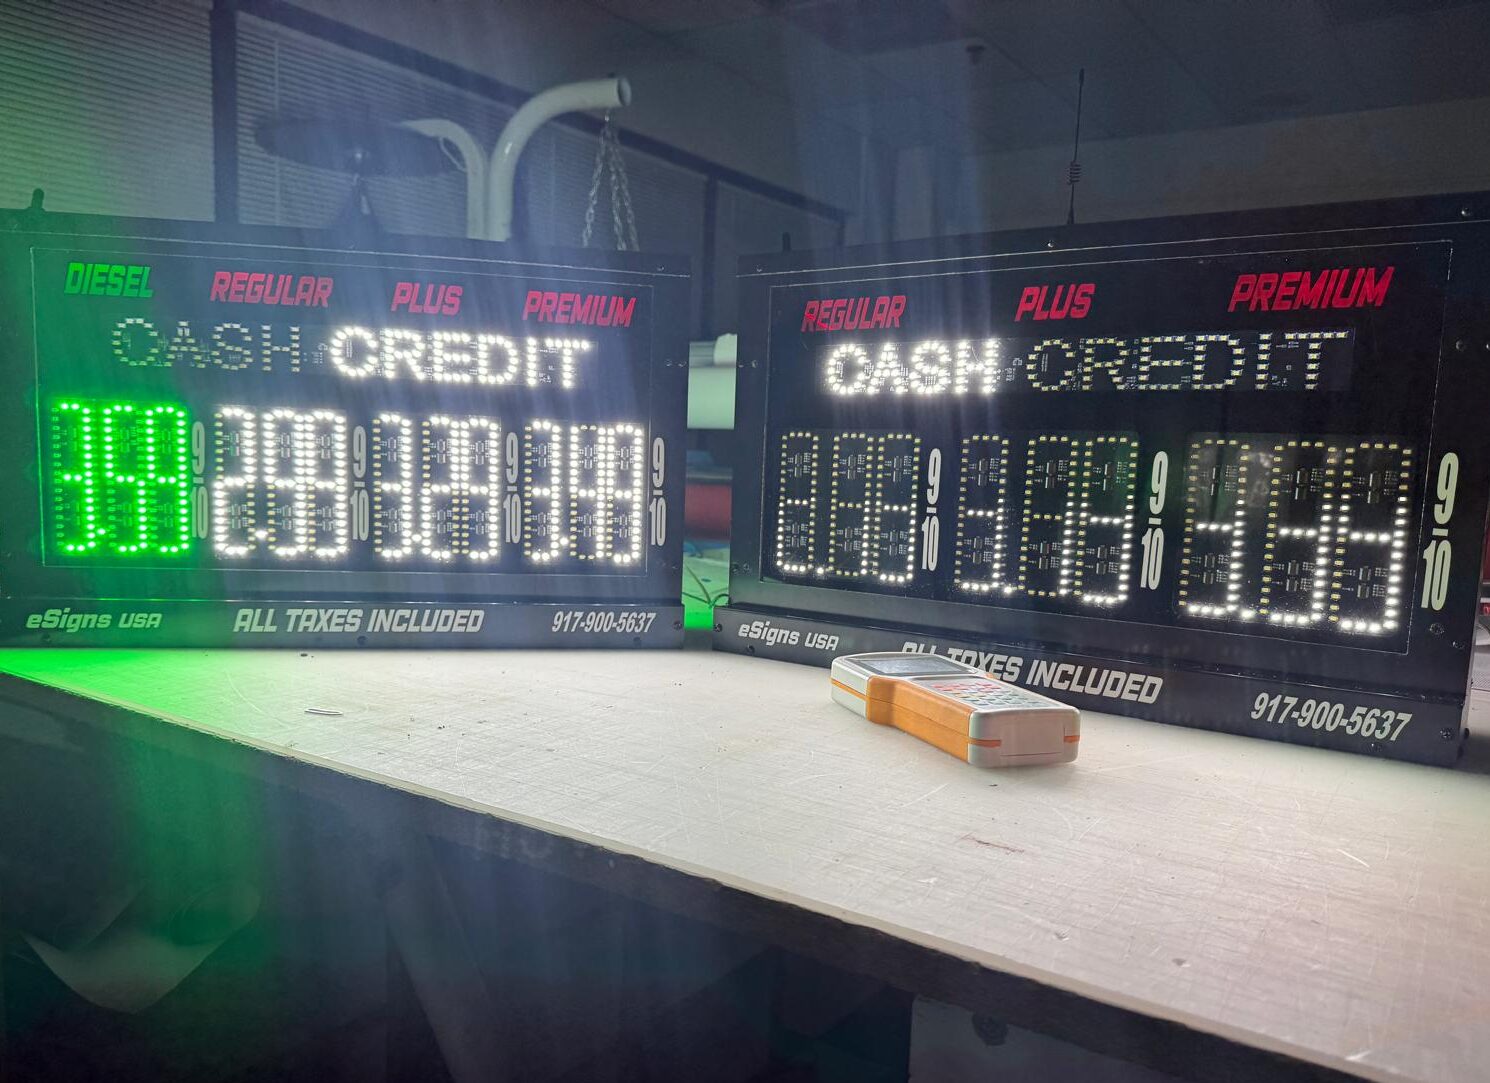 DIESEL REGULAR PLUS PREMIUM
CASH CREDIT
9/10 9/10 9/10 9/10
eSigns USA ALL TAXES INCLUDED 917-900-5637
REGULAR PLUS PREMIUM
CASH CREDIT
9/10 9/10 9/10
eSigns USA ALL TAXES INCLUDED 917-900-5637